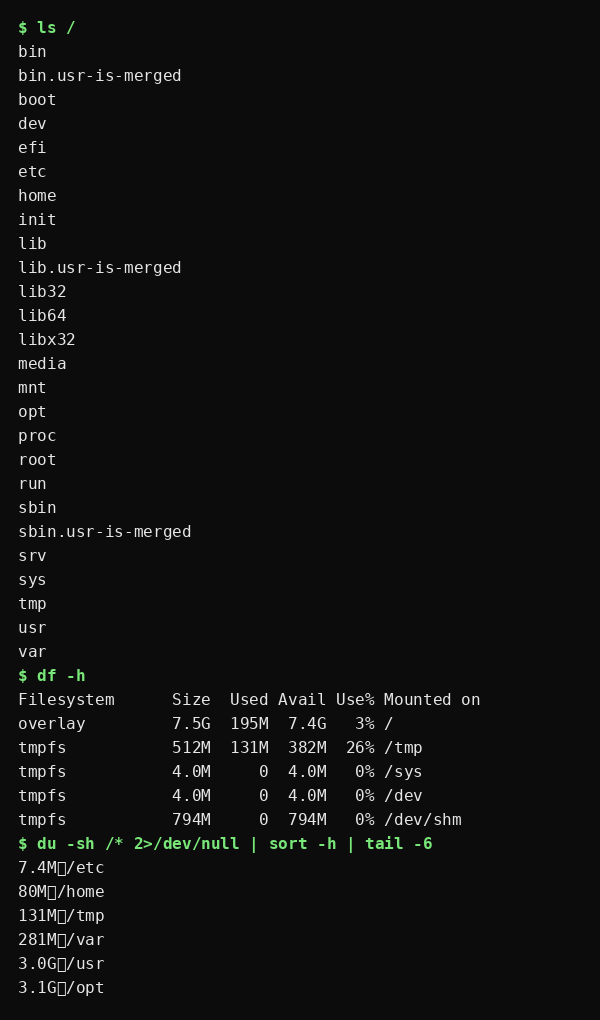 $ ls /
bin
bin.usr-is-merged
boot
dev
efi
etc
home
init
lib
lib.usr-is-merged
lib32
lib64
libx32
media
mnt
opt
proc
root
run
sbin
sbin.usr-is-merged
srv
sys
tmp
usr
var
$ df -h
Filesystem      Size  Used Avail Use% Mounted on
overlay         7.5G  195M  7.4G   3% /
tmpfs           512M  131M  382M  26% /tmp
tmpfs           4.0M     0  4.0M   0% /sys
tmpfs           4.0M     0  4.0M   0% /dev
tmpfs           794M     0  794M   0% /dev/shm
$ du -sh /* 2>/dev/null | sort -h | tail -6
7.4M▯/etc
80M▯/home
131M▯/tmp
281M▯/var
3.0G▯/usr
3.1G▯/opt